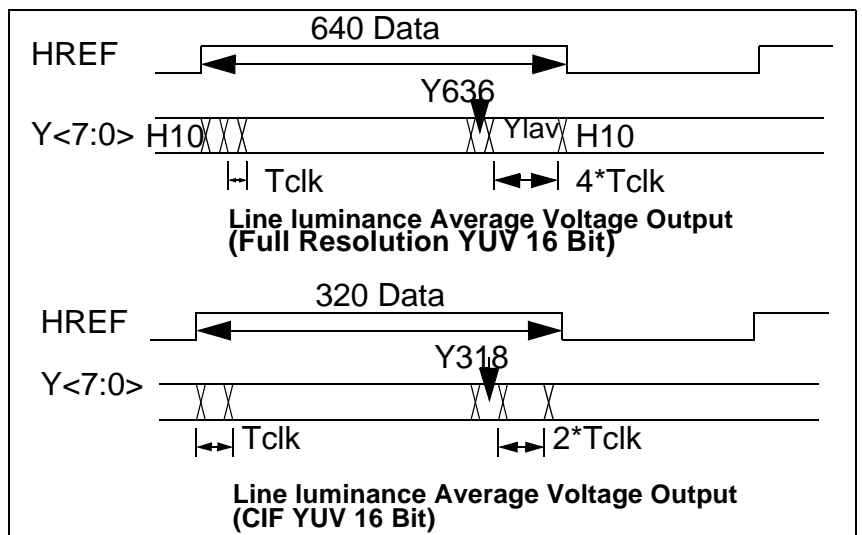 640 Data
HREF
Y636
Y<7:0> H10 Ylav H10
Tclk 4*Tclk
Line luminance Average Voltage Output
(Full Resolution YUV 16 Bit)
320 Data
HREF
Y318
Y<7:0>
Tclk 2*Tclk
Line luminance Average Voltage Output
(CIF YUV 16 Bit)